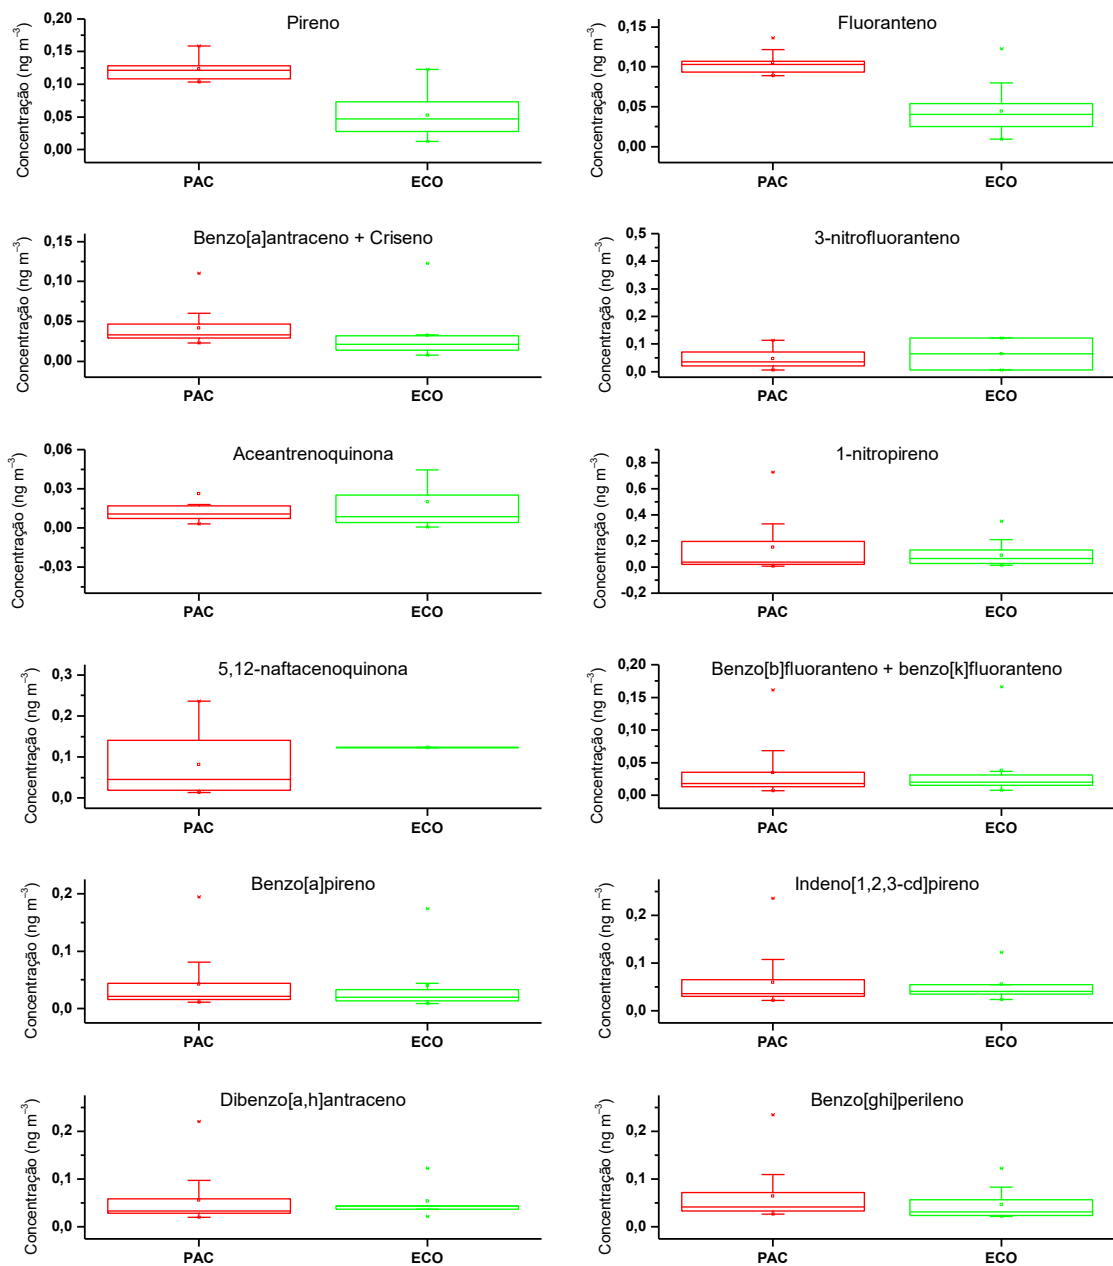 Pireno
Concentração (ng m⁻³)
0,20
0,15
0,10
0,05
0,00
PAC
ECO
Fluoranteno
Concentração (ng m⁻³)
0,15
0,10
0,05
0,00
PAC
ECO
Benzo[a]antraceno + Criseno
Concentração (ng m⁻³)
0,15
0,10
0,05
0,00
PAC
ECO
3-nitrofluoranteno
Concentração (ng m⁻³)
0,5
0,4
0,3
0,2
0,1
0,0
PAC
ECO
Aceantrenoquinona
Concentração (ng m⁻³)
0,06
0,03
0,00
-0,03
PAC
ECO
1-nitropireno
Concentração (ng m⁻³)
0,8
0,6
0,4
0,2
0,0
-0,2
PAC
ECO
5,12-naftacenoquinona
Concentração (ng m⁻³)
0,3
0,2
0,1
0,0
PAC
ECO
Benzo[b]fluoranteno + benzo[k]fluoranteno
Concentração (ng m⁻³)
0,20
0,15
0,10
0,05
0,00
PAC
ECO
Benzo[a]pireno
Concentração (ng m⁻³)
0,2
0,1
0,0
PAC
ECO
Indeno[1,2,3-cd]pireno
Concentração (ng m⁻³)
0,2
0,1
0,0
PAC
ECO
Dibenzo[a,h]antraceno
Concentração (ng m⁻³)
0,2
0,1
0,0
PAC
ECO
Benzo[ghi]perileno
Concentração (ng m⁻³)
0,2
0,1
0,0
PAC
ECO